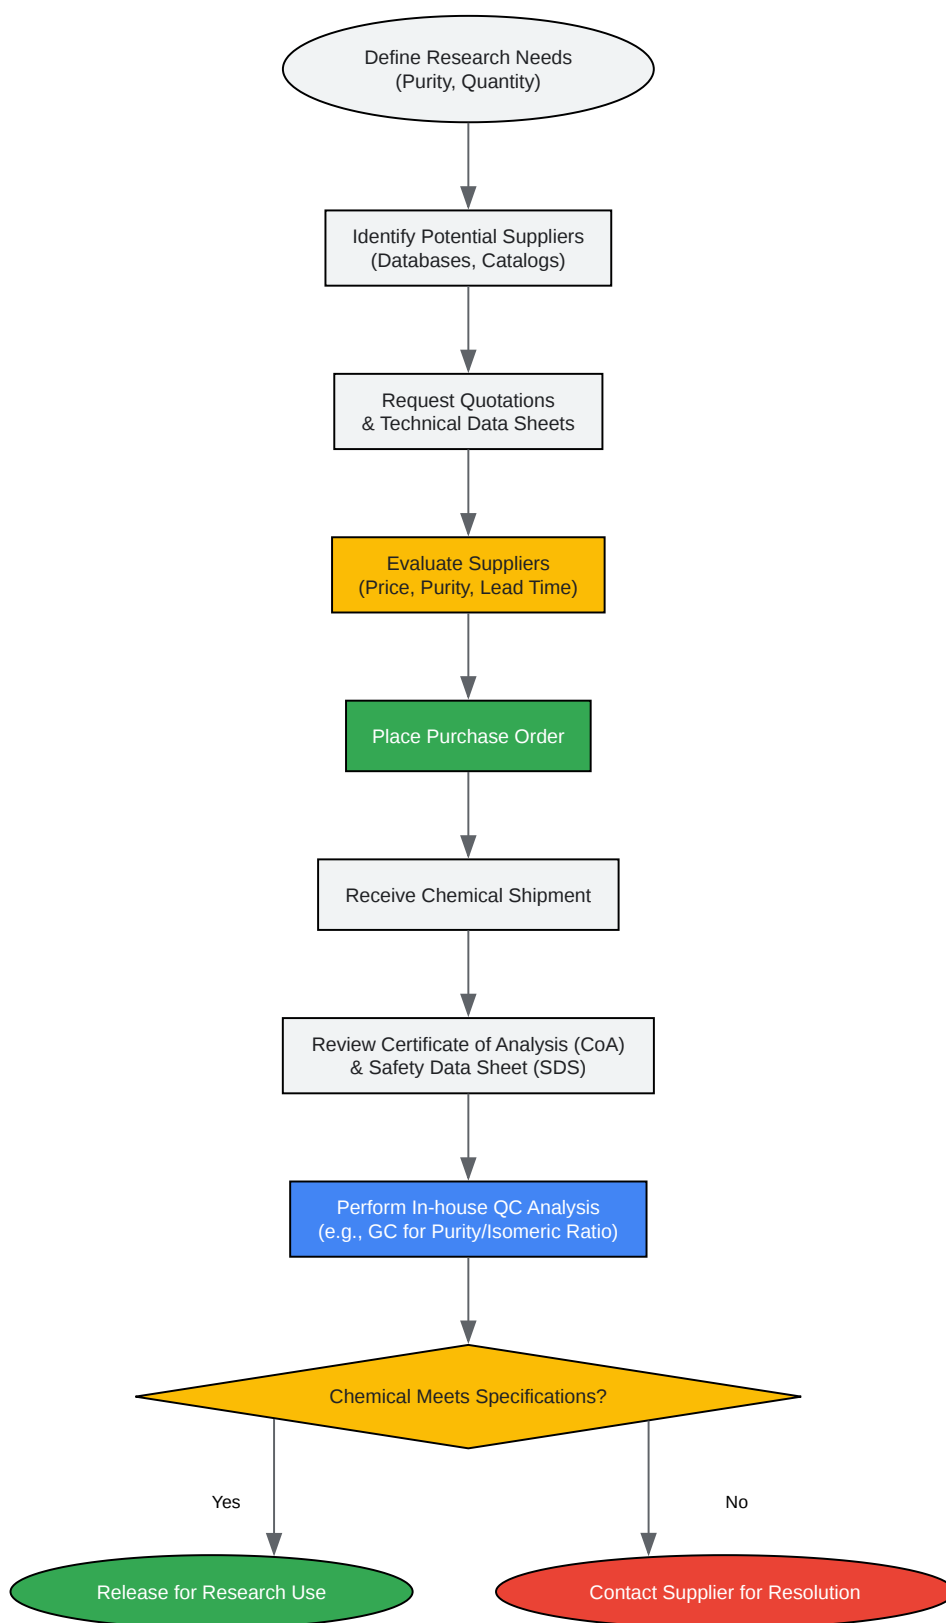 Define Research Needs
(Purity, Quantity)
Identify Potential Suppliers
(Databases, Catalogs)
Request Quotations
& Technical Data Sheets
Evaluate Suppliers
(Price, Purity, Lead Time)
Place Purchase Order
Receive Chemical Shipment
Review Certificate of Analysis (CoA)
& Safety Data Sheet (SDS)
Perform In-house QC Analysis
(e.g., GC for Purity/Isomeric Ratio)
Chemical Meets Specifications?
Yes
No
Release for Research Use
Contact Supplier for Resolution